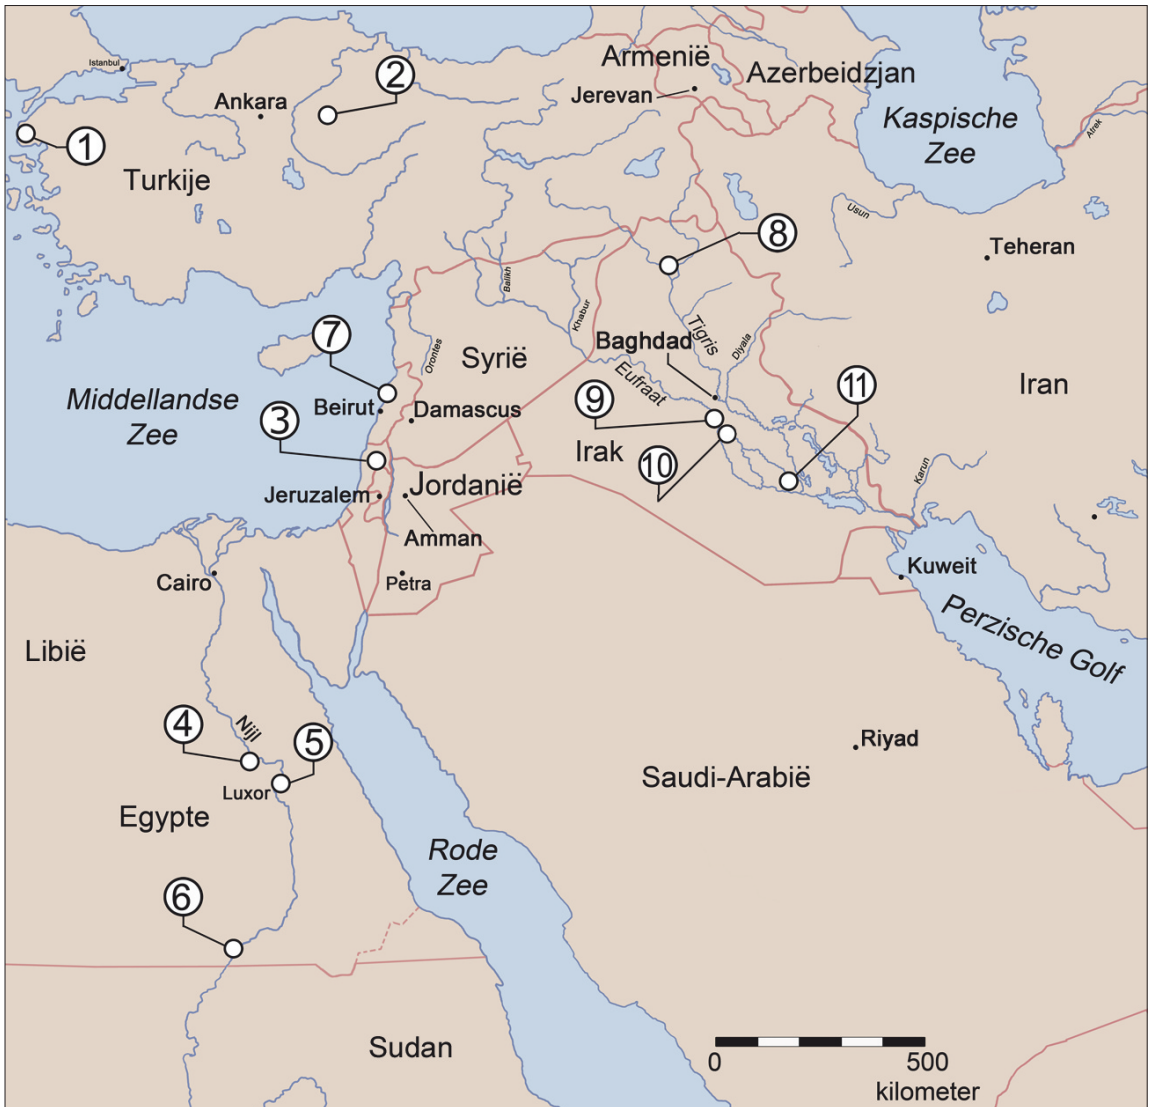 Istanbul
Ankara
2
1
Turkije
Armenië
Jerevan
Azerbeidzjan
Kaspische
Zee
Atrek
Usun
Teheran
8
Balikh
Khabur
Orontes
7
Syrië
Tigris
Diyala
Baghdad
Eufraat
Iran
Middellandse
Zee
Beirut
Damascus
3
9
11
Irak
10
Karun
Jeruzalem
Jordanië
Amman
Cairo
Petra
Kuweit
Perzische Golf
Libië
4
Nijl
5
Luxor
Riyad
Saudi-Arabië
Egypte
Rode
Zee
6
Sudan
0
500
kilometer